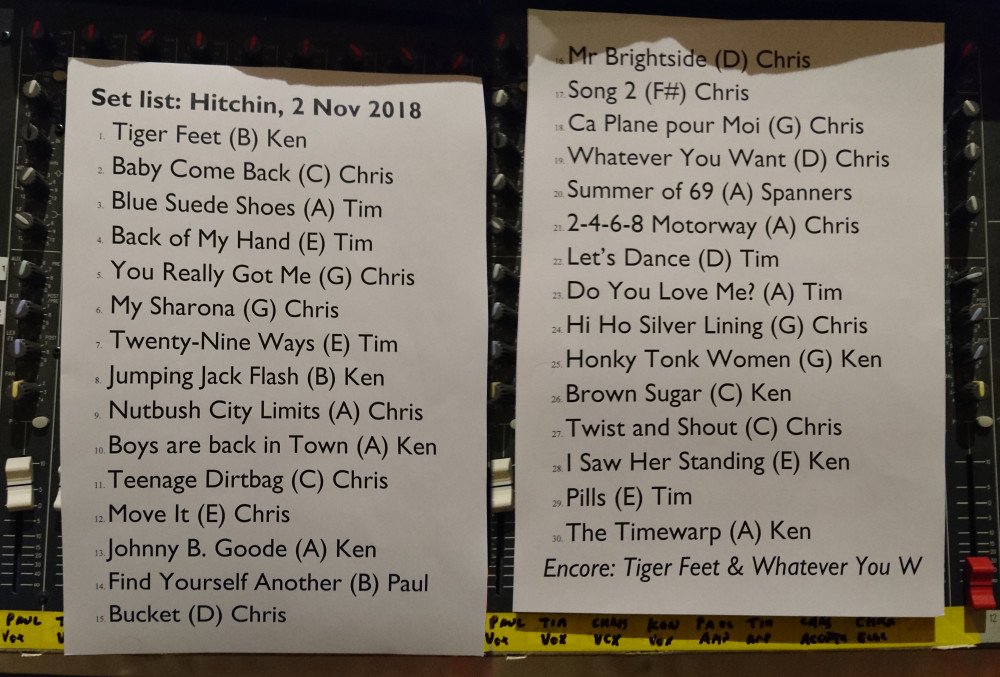 Set list: Hitchin, 2 Nov 2018
1. Tiger Feet (B) Ken
2. Baby Come Back (C) Chris
3. Blue Suede Shoes (A) Tim
4. Back of My Hand (E) Tim
5. You Really Got Me (G) Chris
6. My Sharona (G) Chris
7. Twenty-Nine Ways (E) Tim
8. Jumping Jack Flash (B) Ken
9. Nutbush City Limits (A) Chris
10. Boys are back in Town (A) Ken
11. Teenage Dirtbag (C) Chris
12. Move It (E) Chris
13. Johnny B. Goode (A) Ken
14. Find Yourself Another (B) Paul
15. Bucket (D) Chris
16. Mr Brightside (D) Chris
17. Song 2 (F#) Chris
18. Ca Plane pour Moi (G) Chris
19. Whatever You Want (D) Chris
20. Summer of 69 (A) Spanners
21. 2-4-6-8 Motorway (A) Chris
22. Let's Dance (D) Tim
23. Do You Love Me? (A) Tim
24. Hi Ho Silver Lining (G) Chris
25. Honky Tonk Women (G) Ken
26. Brown Sugar (C) Ken
27. Twist and Shout (C) Chris
28. I Saw Her Standing (E) Ken
29. Pills (E) Tim
30. The Timewarp (A) Ken
Encore: Tiger Feet & Whatever You W
PAUL VOX
PAUL VOX
TIM VOX
CHRIS VOX
KEN VOX
PAUL AMP
TIM AMP
12